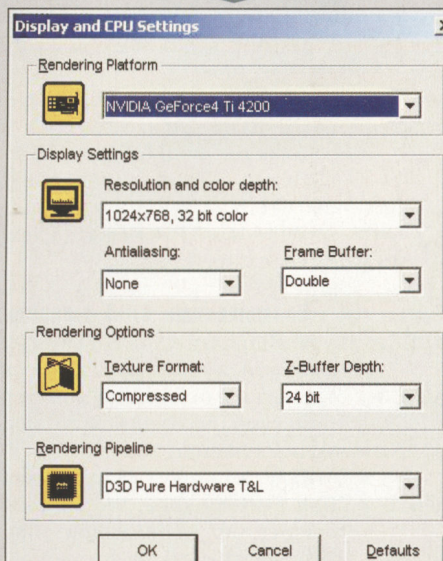 Display and CPU Settings
Rendering Platform
NVIDIA GeForce4 Ti 4200
Display Settings
Resolution and color depth:
1024x768, 32 bit color
Antialiasing: Frame Buffer:
None Double
Rendering Options
Texture Format: Z-Buffer Depth:
Compressed 24 bit
Rendering Pipeline
D3D Pure Hardware T&L
OK Cancel Defaults